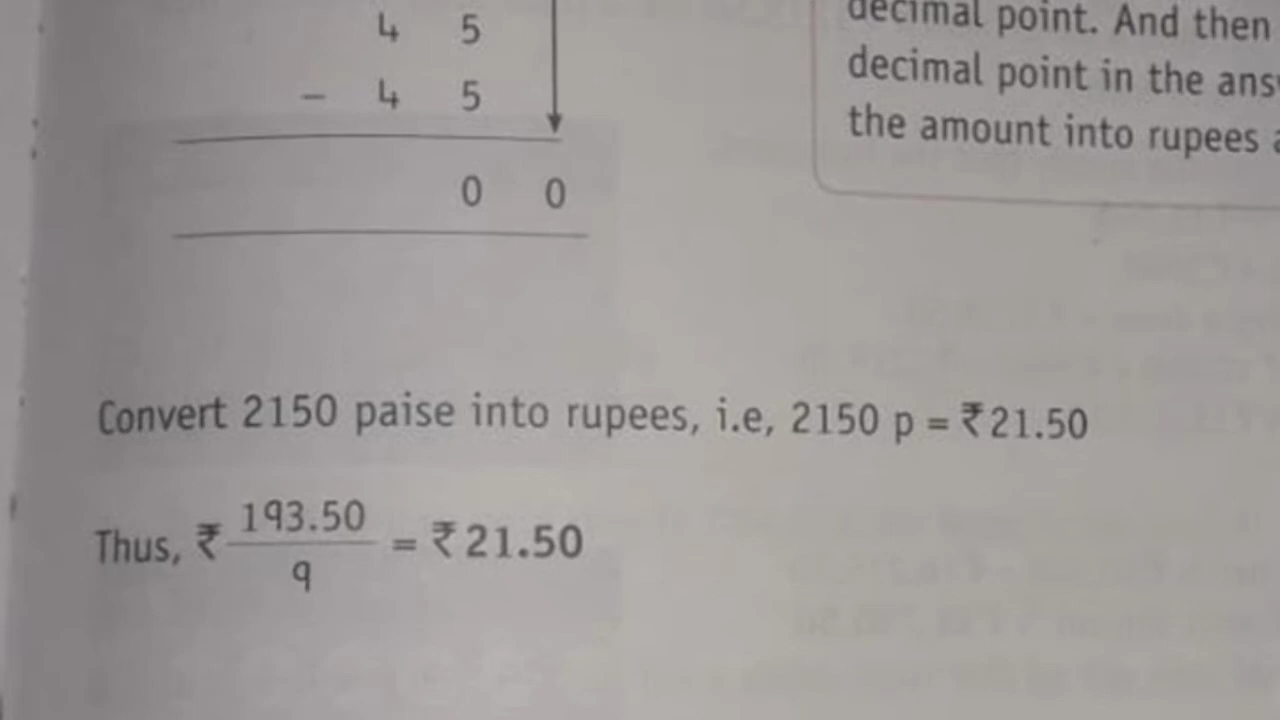 4 5
- 4 5
0 0
decimal point. And then
decimal point in the
the amount into rupees
Convert 2150 paise into rupees, i.e, 2150 p = ₹21.50
Thus, ₹ 193.50 / 9 = ₹21.50